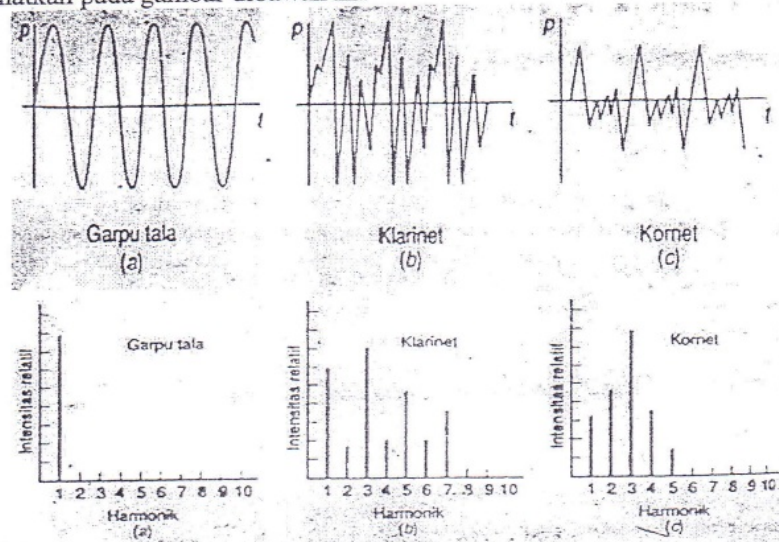 pada gambar
P t
P t
P t
Garpu tala
(a)
Klarinet
(b)
Kornet
(c)
Intensitas relatif
Garpu tala
1 2 3 4 5 6 7 8 9 10
Harmonik
(a)
Intensitas relatif
Klarinet
1 2 3 4 5 6 7 8 9 10
Harmonik
(b)
Intensitas relatif
Kornet
1 2 3 4 5 6 7 8 9 10
Harmonik
(c)